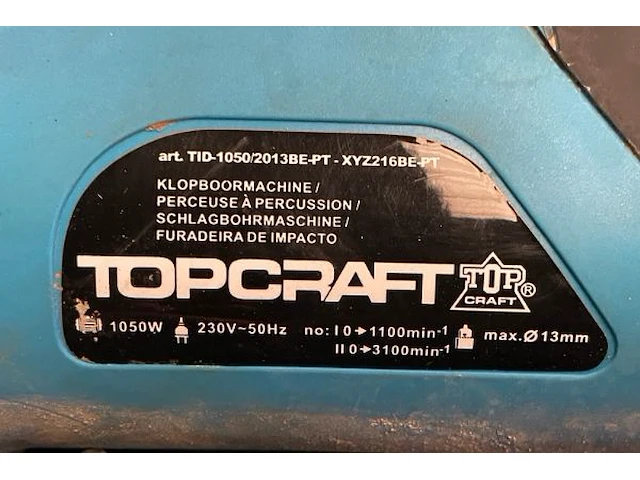 art. TID-1050/2013BE-PT - XYZ216BE-PT
KLOPBOORMACHINE /
PERCEUSE À PERCUSSION /
SCHLAGBOHRMASCHINE /
FURADEIRA DE IMPACTO
TOPCRAFT TOP CRAFT ®
1050W 230V~50Hz no: I 0➔1100min-¹ max.Ø13mm
II 0➔3100min-¹